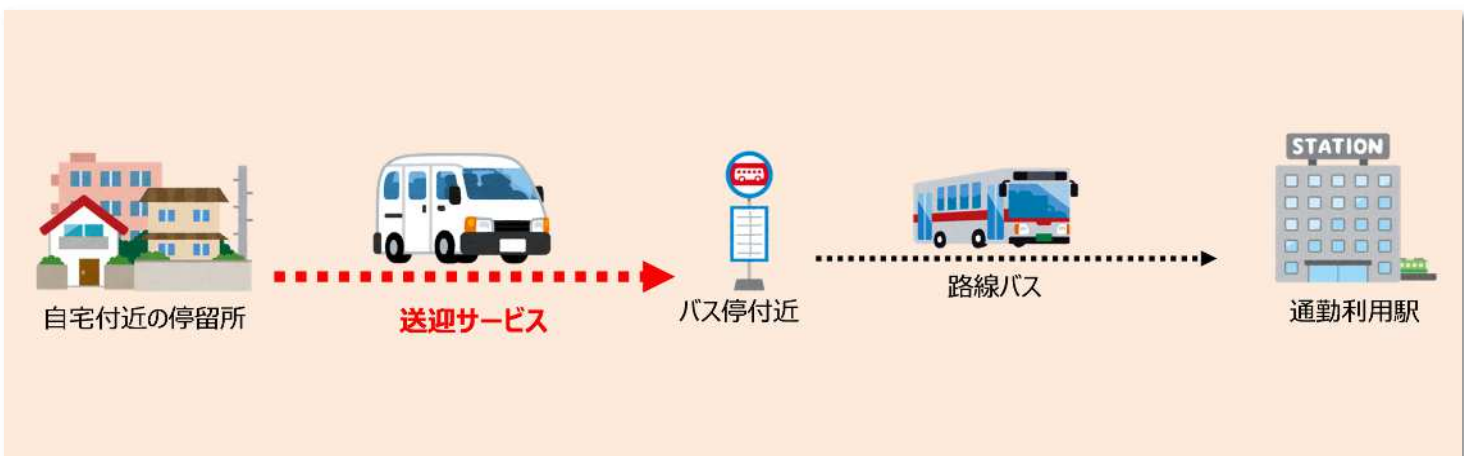 STATION
自宅付近の停留所
送迎サービス
バス停付近
路線バス
通勤利用駅